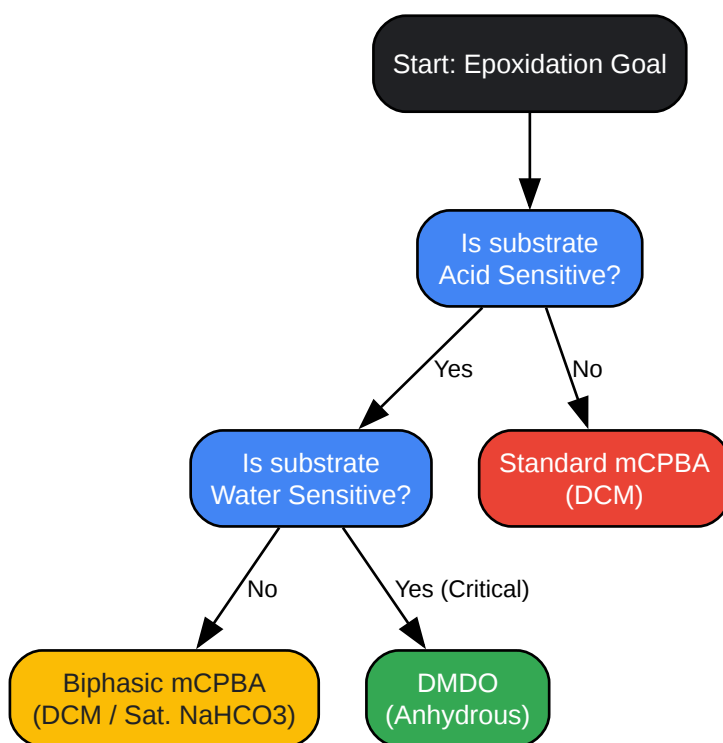 Start: Epoxidation Goal
Is substrate
Acid Sensitive?
Yes
No
Is substrate
Water Sensitive?
Standard mCPBA
(DCM)
No
Yes (Critical)
Biphasic mCPBA
(DCM / Sat. NaHCO3)
DMDO
(Anhydrous)